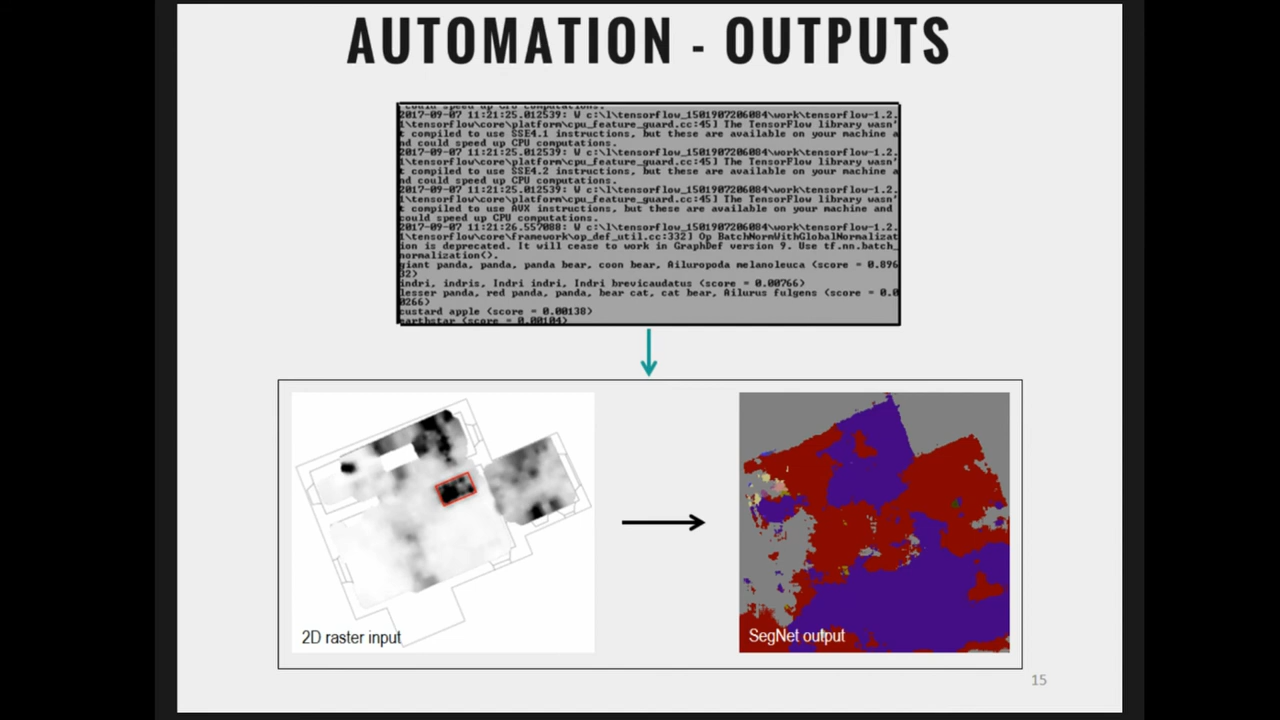 AUTOMATION - OUTPUTS
could speed up CPU computations.
2017-09-07 11:21:25.012539: W c:\l\tensorflow_1501907206084\work\tensorflow-1.2.
1\tensorflow\core\platform\cpu_feature_guard.cc:45] The TensorFlow library wasn'
t compiled to use SSE4.1 instructions, but these are available on your machine a
nd could speed up CPU computations.
2017-09-07 11:21:25.012539: W c:\l\tensorflow_1501907206084\work\tensorflow-1.2.
1\tensorflow\core\platform\cpu_feature_guard.cc:45] The TensorFlow library wasn'
t compiled to use SSE4.2 instructions, but these are available on your machine a
nd could speed up CPU computations.
2017-09-07 11:21:25.012539: W c:\l\tensorflow_1501907206084\work\tensorflow-1.2.
1\tensorflow\core\platform\cpu_feature_guard.cc:45] The TensorFlow library wasn'
t compiled to use AVX instructions, but these are available on your machine and
could speed up CPU computations.
2017-09-07 11:21:26.557088: W c:\l\tensorflow_1501907206084\work\tensorflow-1.2.
1\tensorflow\core\framework\op_def_util.cc:332] Op BatchNormWithGlobalNormalizat
ion is deprecated. It will cease to work in GraphDef version 9. Use tf.nn.batch_
normalization().
giant panda, panda, panda bear, coon bear, Ailuropoda melanoleuca (score = 0.896
32)
indri, indris, Indri indri, Indri brevicaudatus (score = 0.00766)
lesser panda, red panda, panda, bear cat, cat bear, Ailurus fulgens (score = 0.0
0266)
custard apple (score = 0.00138)
earthstar (score = 0.00104)
2D raster input
SegNet output
15